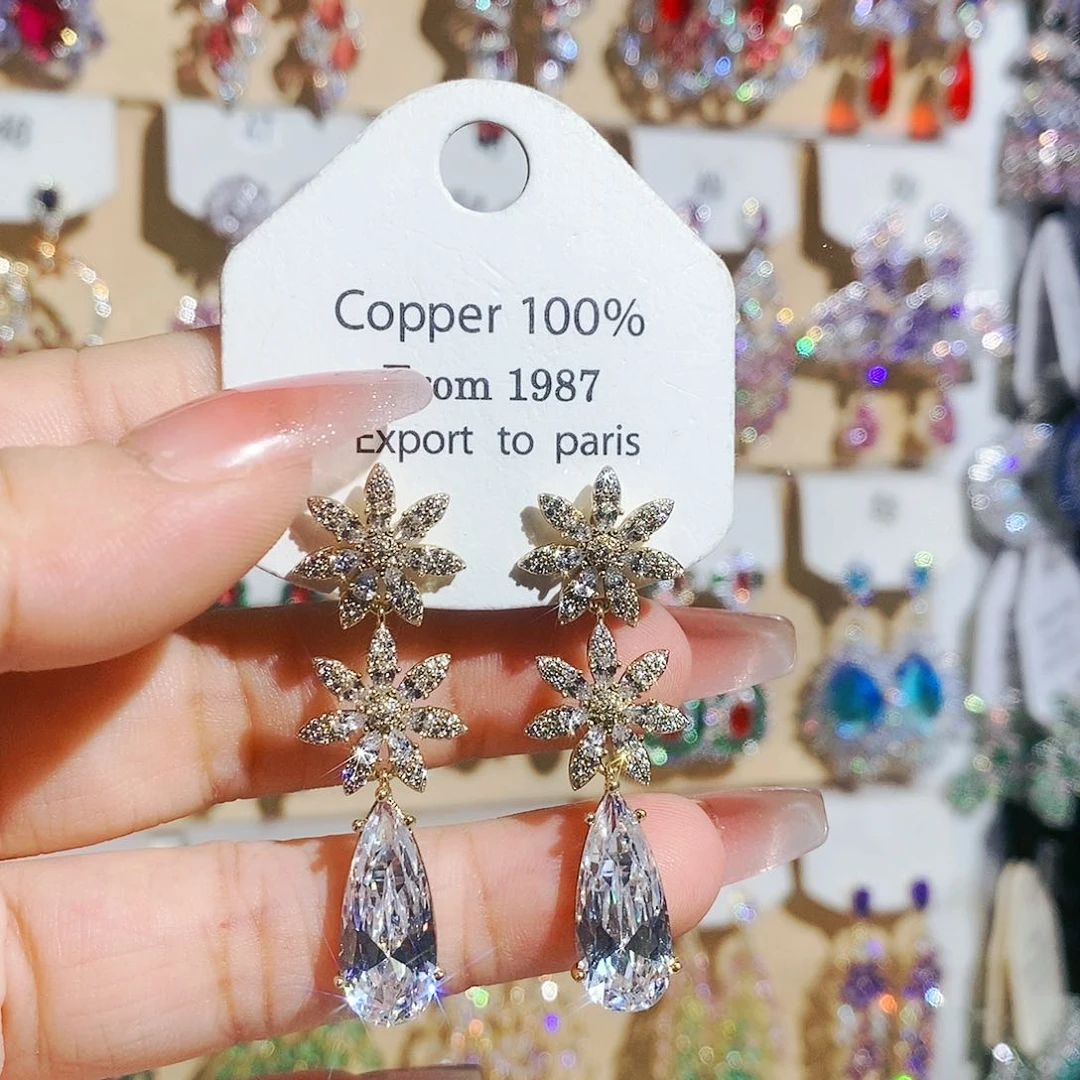 Copper 100%
From 1987
Export to paris